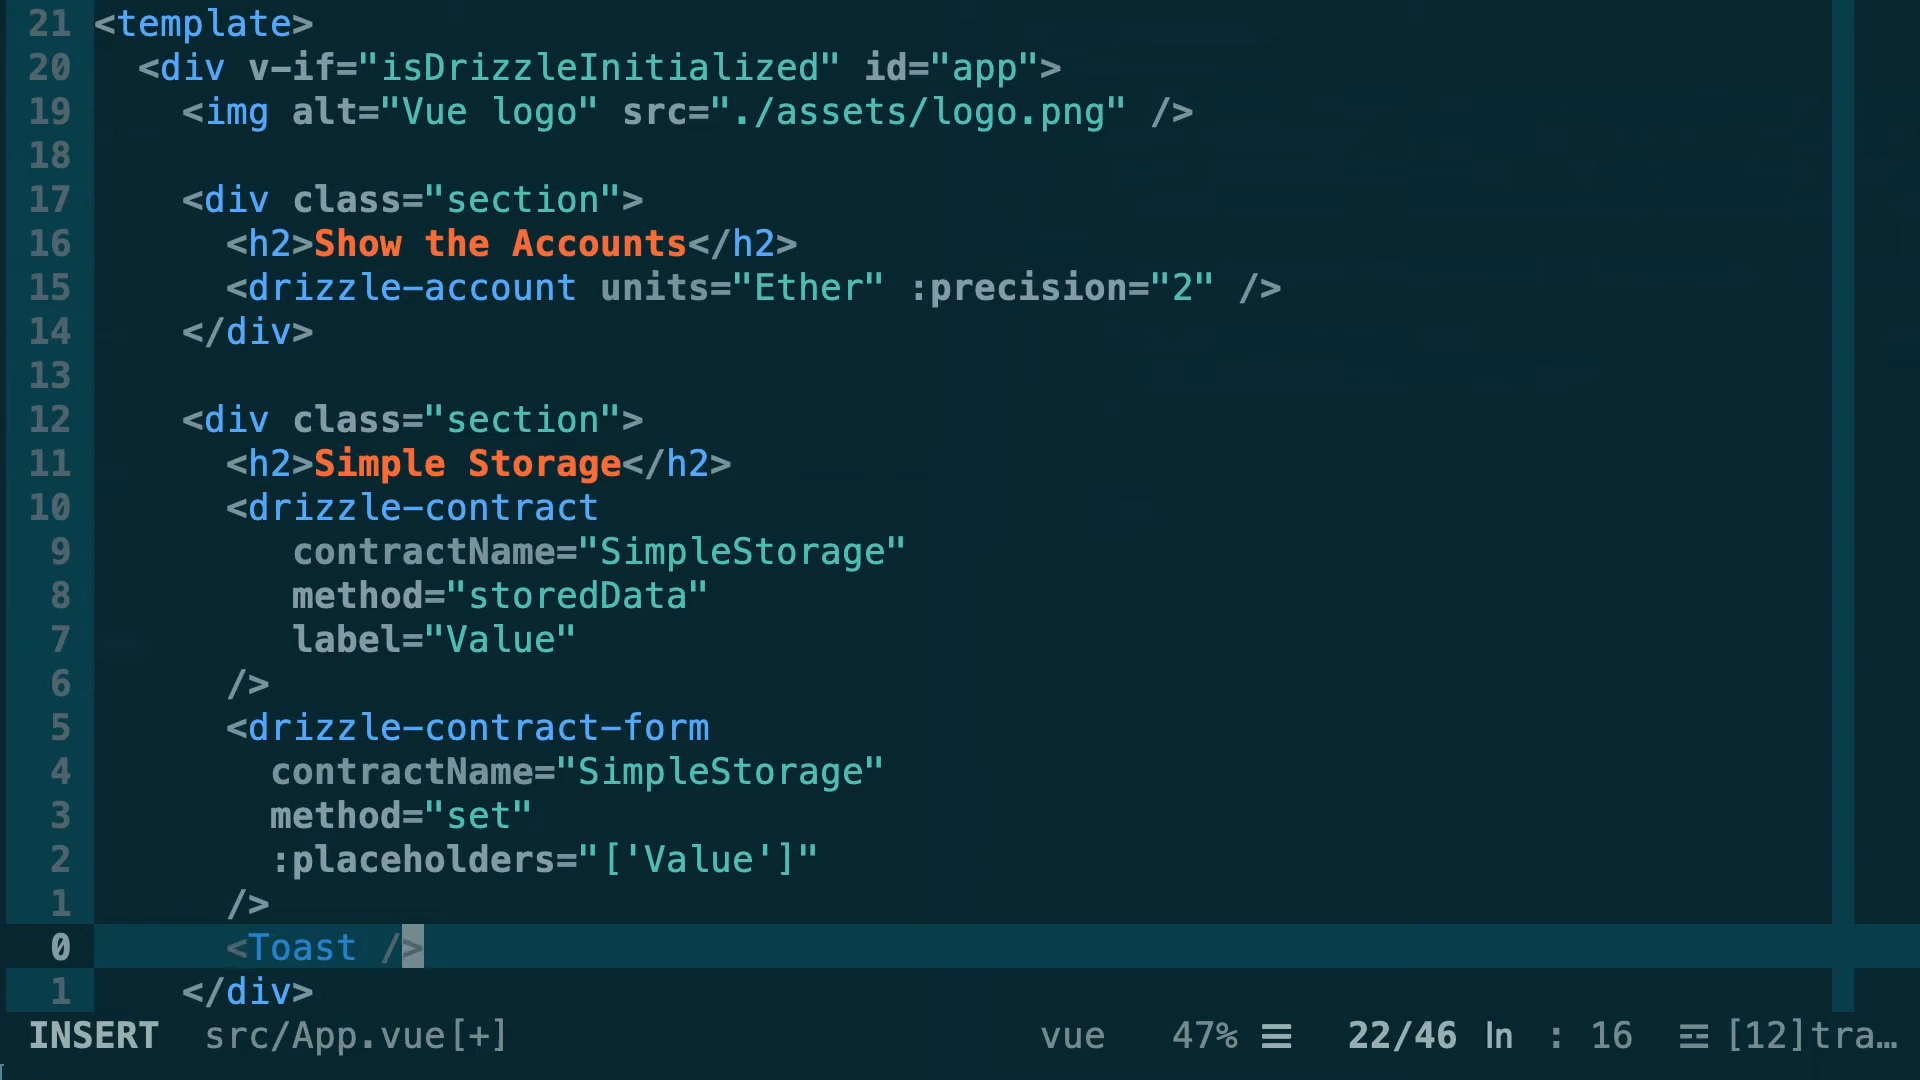 21 <template>
20   <div v-if="isDrizzleInitialized" id="app">
19     <img alt="Vue logo" src="./assets/logo.png" />
18
17     <div class="section">
16       <h2>Show the Accounts</h2>
15       <drizzle-account units="Ether" :precision="2" />
14     </div>
13
12     <div class="section">
11       <h2>Simple Storage</h2>
10       <drizzle-contract
9          contractName="SimpleStorage"
8          method="storedData"
7          label="Value"
6       />
5       <drizzle-contract-form
4         contractName="SimpleStorage"
3         method="set"
2         :placeholders="['Value']"
1       />
0       <Toast />
1     </div>
INSERT src/App.vue[+] vue 47% ☰ 22/46 ln : 16 ☲ [12]tra…